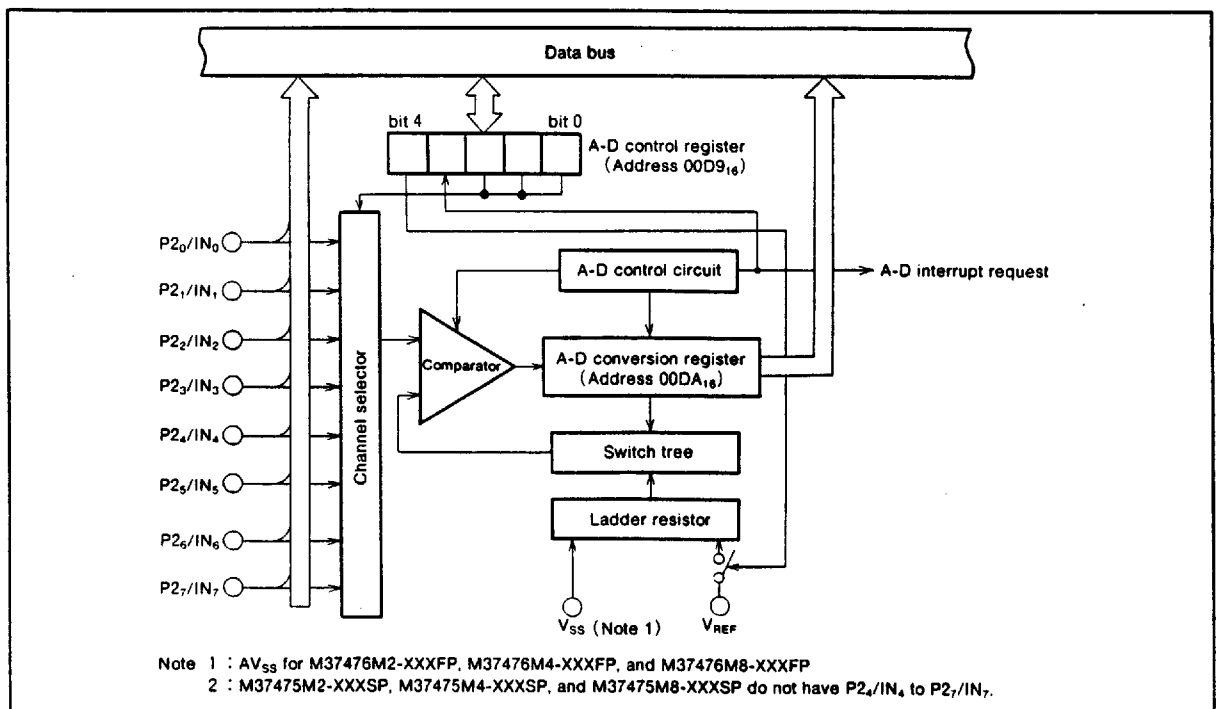 Data bus
bit 4
bit 0
A-D control register
(Address 00D9₁₆)
P2₀/IN₀
P2₁/IN₁
P2₂/IN₂
P2₃/IN₃
P2₄/IN₄
P2₅/IN₅
P2₆/IN₆
P2₇/IN₇
Channel selector
A-D control circuit
A-D interrupt request
Comparator
A-D conversion register
(Address 00DA₁₆)
Switch tree
Ladder resistor
V_SS (Note 1)
V_REF
Note 1 : AV_SS for M37476M2-XXXFP, M37476M4-XXXFP, and M37476M8-XXXFP
2 : M37475M2-XXXSP, M37475M4-XXXSP, and M37475M8-XXXSP do not have P2₄/IN₄ to P2₇/IN₇.